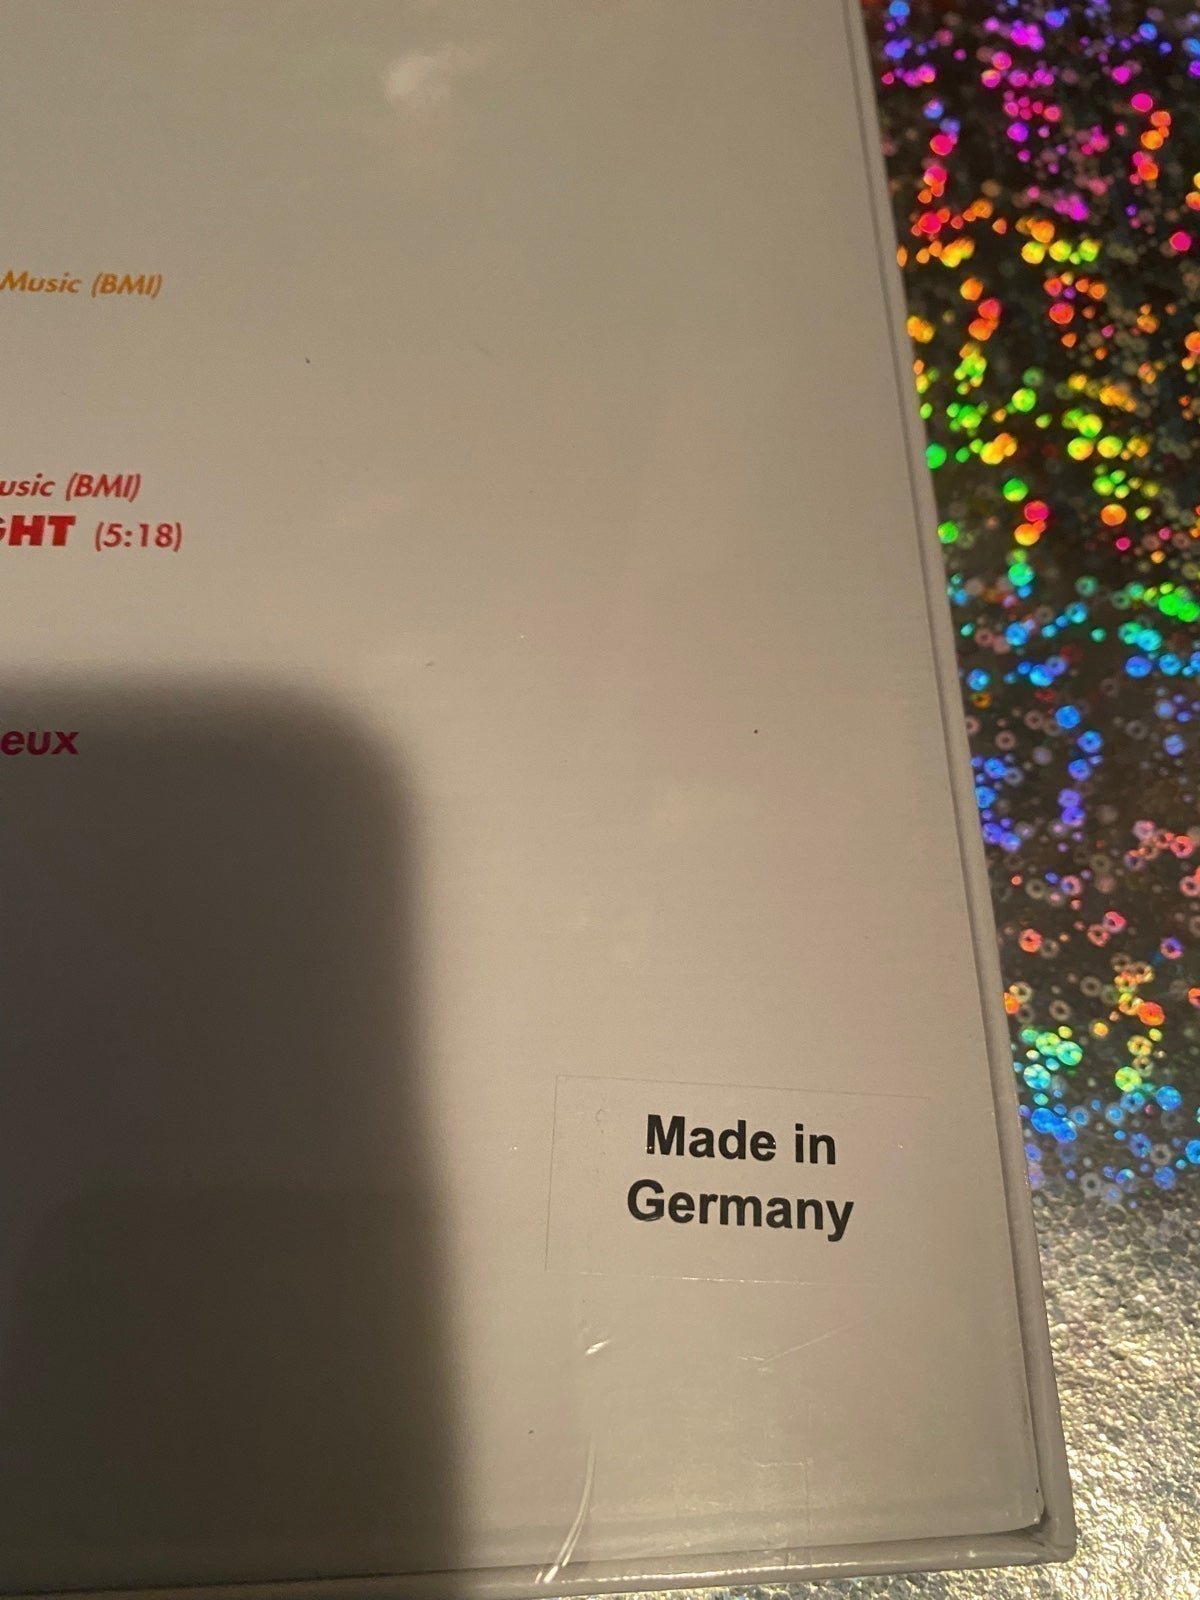 Music (BMI)
usic (BMI)
GHT (5:18)
eux
Made in
Germany